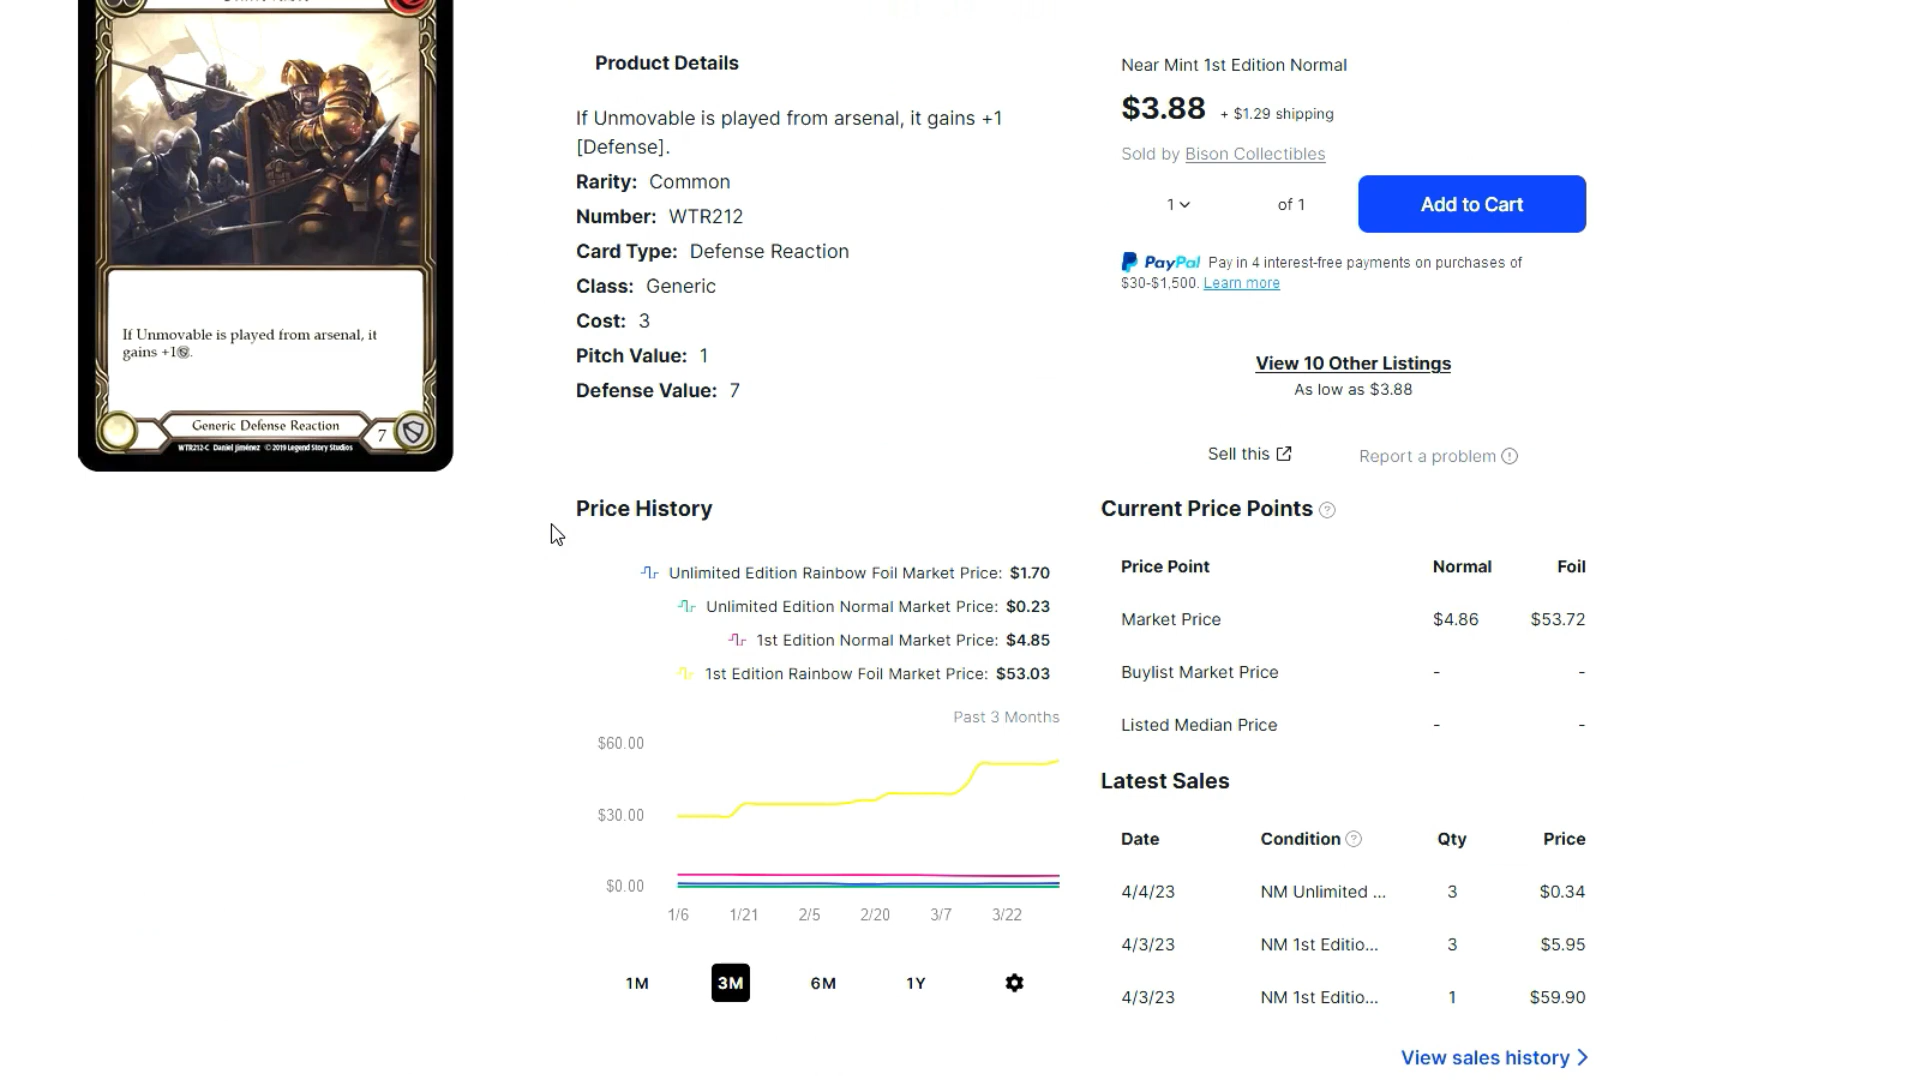 If Unmovable is played from arsenal, it
gains +1
Generic Defense Reaction
7
WTR212-C Daniel Jiménez © 2019 Legend Story Studios
Product Details
If Unmovable is played from arsenal, it gains +1
[Defense].
Rarity: Common
Number: WTR212
Card Type: Defense Reaction
Class: Generic
Cost: 3
Pitch Value: 1
Defense Value: 7
Near Mint 1st Edition Normal
$3.88 + $1.29 shipping
Sold by Bison Collectibles
1 of 1
Add to Cart
PayPal Pay in 4 interest-free payments on purchases of
$30-$1,500. Learn more
View 10 Other Listings
As low as $3.88
Sell this
Report a problem
Price History
Unlimited Edition Rainbow Foil Market Price: $1.70
Unlimited Edition Normal Market Price: $0.23
1st Edition Normal Market Price: $4.85
1st Edition Rainbow Foil Market Price: $53.03
Past 3 Months
$60.00
$30.00
$0.00
1/6 1/21 2/5 2/20 3/7 3/22
1M 3M 6M 1Y
Current Price Points ?
Price Point Normal Foil
Market Price $4.86 $53.72
Buylist Market Price - -
Listed Median Price - -
Latest Sales
Date Condition ? Qty Price
4/4/23 NM Unlimited ... 3 $0.34
4/3/23 NM 1st Editio... 3 $5.95
4/3/23 NM 1st Editio... 1 $59.90
View sales history